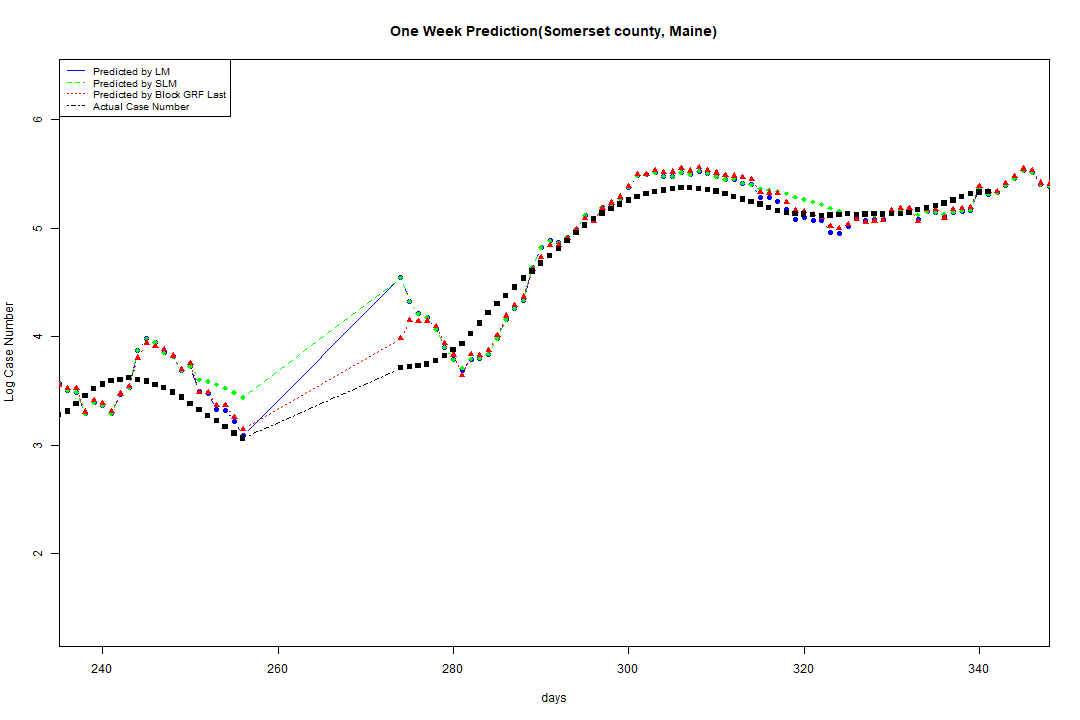 One Week Prediction(Somerset county, Maine)
Predicted by LM
Predicted by SLM
Predicted by Block GRF Last
Actual Case Number
6
5
4
3
2
Log Case Number
240 260 280 300 320 340
days